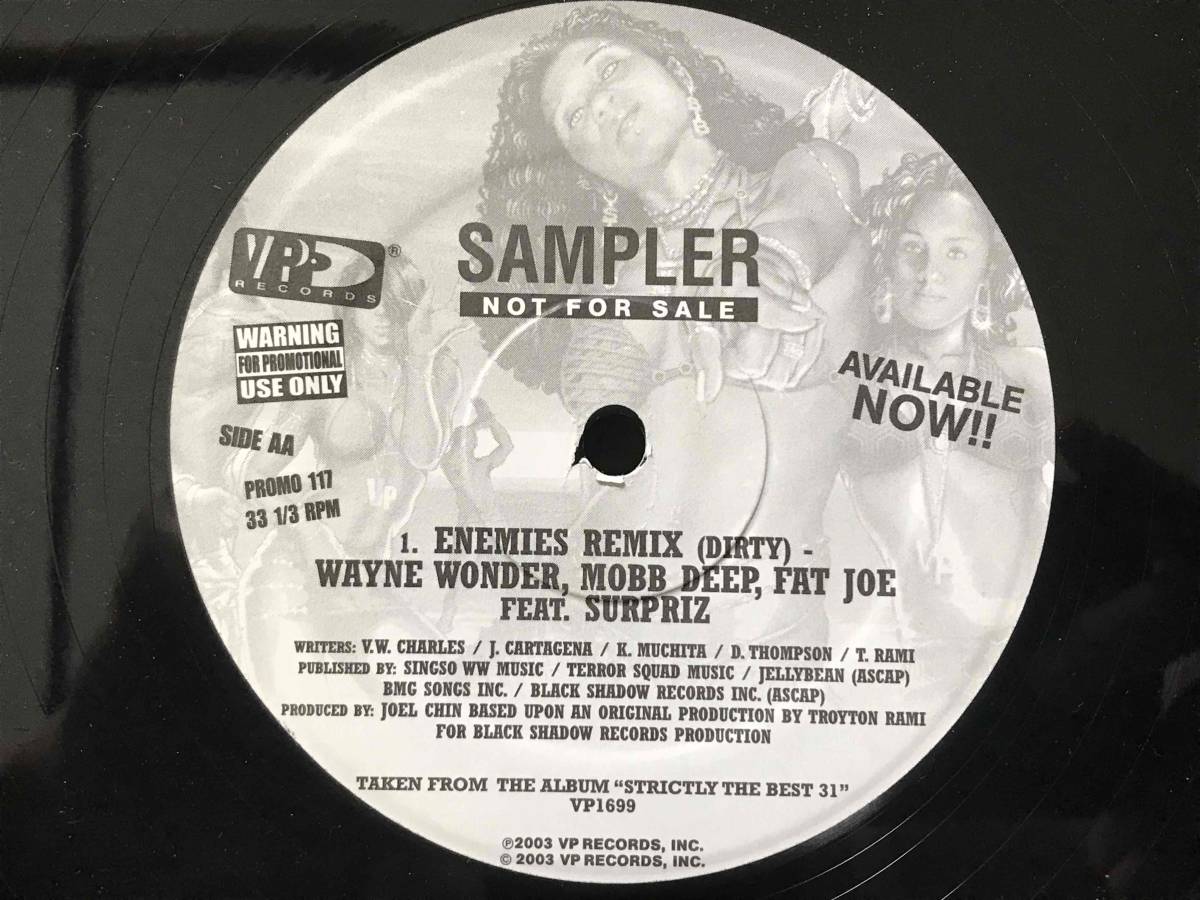 VP®
RECORDS
SAMPLER
NOT FOR SALE
WARNING
FOR PROMOTIONAL
USE ONLY
AVAILABLE
NOW!!
SIDE AA
PROMO 117
33 1/3 RPM
VP
1. ENEMIES REMIX (DIRTY) -
WAYNE WONDER, MOBB DEEP, FAT JOE
FEAT. SURPRIZ
WRITERS: V.W. CHARLES / J. CARTAGENA / K. MUCHITA / D. THOMPSON / T. RAMI
PUBLISHED BY: SINGSO WW MUSIC / TERROR SQUAD MUSIC / JELLYBEAN (ASCAP)
BMG SONGS INC. / BLACK SHADOW RECORDS INC. (ASCAP)
PRODUCED BY: JOEL CHIN BASED UPON AN ORIGINAL PRODUCTION BY TROYTON RAMI
FOR BLACK SHADOW RECORDS PRODUCTION
TAKEN FROM THE ALBUM “STRICTLY THE BEST 31”
VP1699
℗2003 VP RECORDS, INC.
© 2003 VP RECORDS, INC.